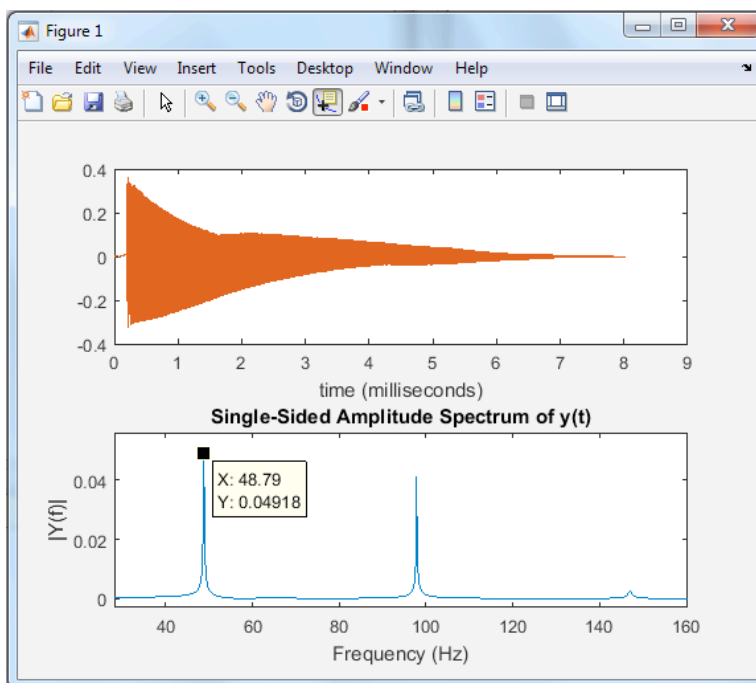 Figure 1
File Edit View Insert Tools Desktop Window Help
0.4
0.2
0
-0.2
-0.4
0 1 2 3 4 5 6 7 8 9
time (milliseconds)
Single-Sided Amplitude Spectrum of y(t)
|Y(f)|
0.04
0.02
0
X: 48.79
Y: 0.04918
40 60 80 100 120 140 160
Frequency (Hz)